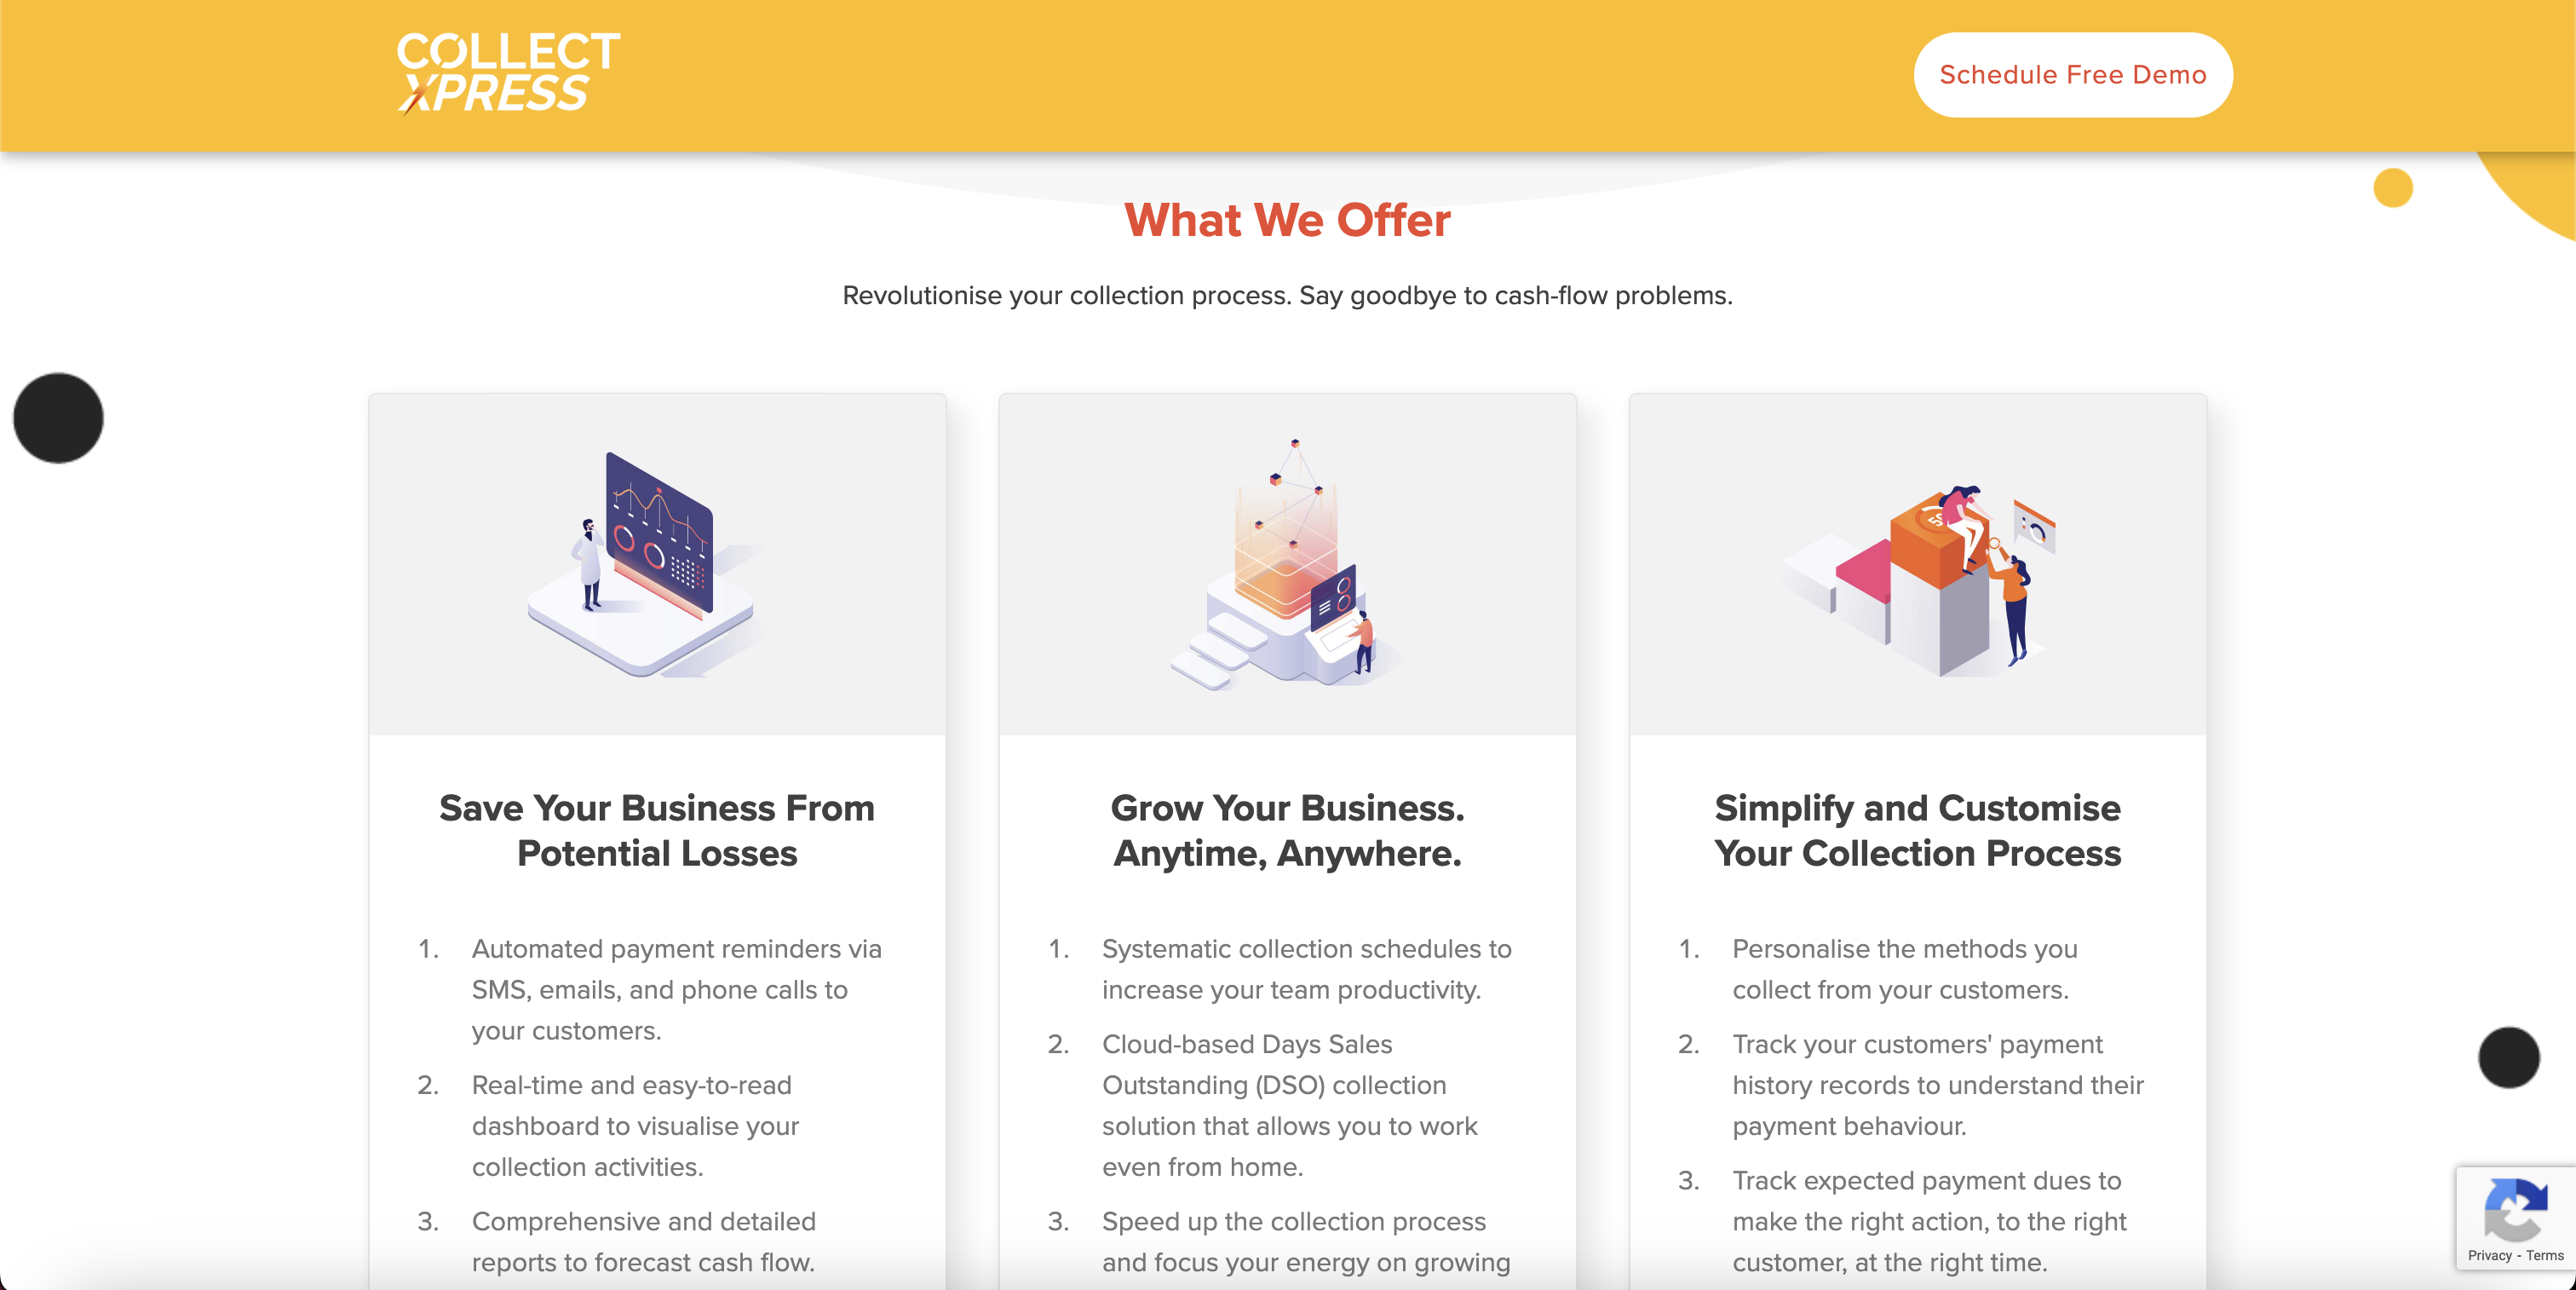 COLLECT
XPRESS
Schedule Free Demo
What We Offer
Revolutionise your collection process. Say goodbye to cash-flow problems.
50
Save Your Business From
Potential Losses
1. Automated payment reminders via
SMS, emails, and phone calls to
your customers.
2. Real-time and easy-to-read
dashboard to visualise your
collection activities.
3. Comprehensive and detailed
reports to forecast cash flow.
Grow Your Business.
Anytime, Anywhere.
1. Systematic collection schedules to
increase your team productivity.
2. Cloud-based Days Sales
Outstanding (DSO) collection
solution that allows you to work
even from home.
3. Speed up the collection process
and focus your energy on growing
Simplify and Customise
Your Collection Process
1. Personalise the methods you
collect from your customers.
2. Track your customers' payment
history records to understand their
payment behaviour.
3. Track expected payment dues to
make the right action, to the right
customer, at the right time.
Privacy - Terms